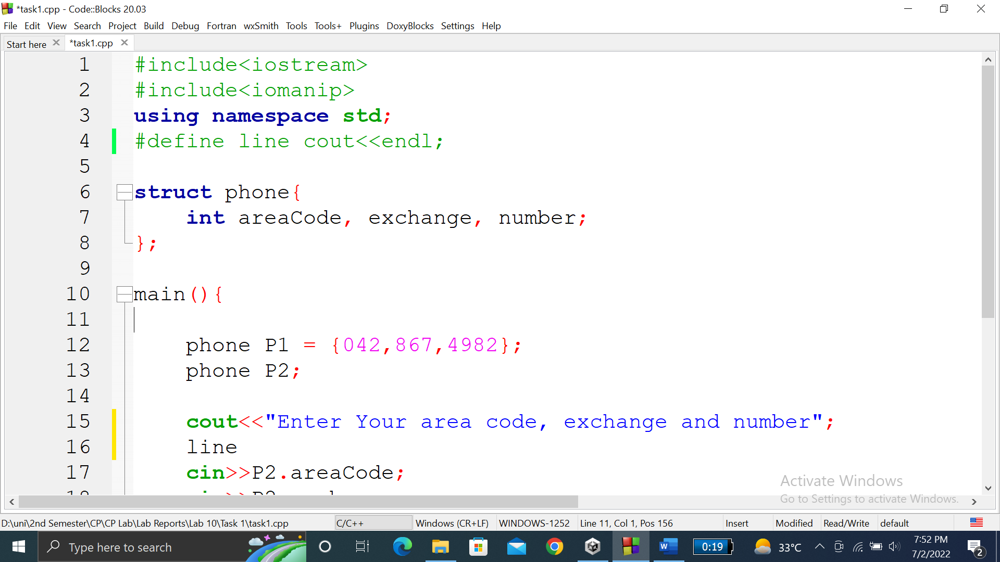 *task1.cpp - Code::Blocks 20.03
File Edit View Search Project Build Debug Fortran wxSmith Tools Tools+ Plugins DoxyBlocks Settings Help
Start here *task1.cpp
1 #include<iostream>
2 #include<iomanip>
3 using namespace std;
4 #define line cout<<endl;
5
6 struct phone{
7 int areaCode, exchange, number;
8 };
9
10 main(){
11
12 phone P1 = {042,867,4982};
13 phone P2;
14
15 cout<<"Enter Your area code, exchange and number";
16 line
17 cin>>P2.areaCode;
Activate Windows
Go to Settings to activate Windows.
D:\uni\2nd Semester\CP\CP Lab\Lab Reports\Lab 10\Task 1\task1.cpp C/C++ Windows (CR+LF) WINDOWS-1252 Line 11, Col 1, Pos 156 Insert Modified Read/Write default
Type here to search 0:19 33°C 7:52 PM
7/2/2022 2